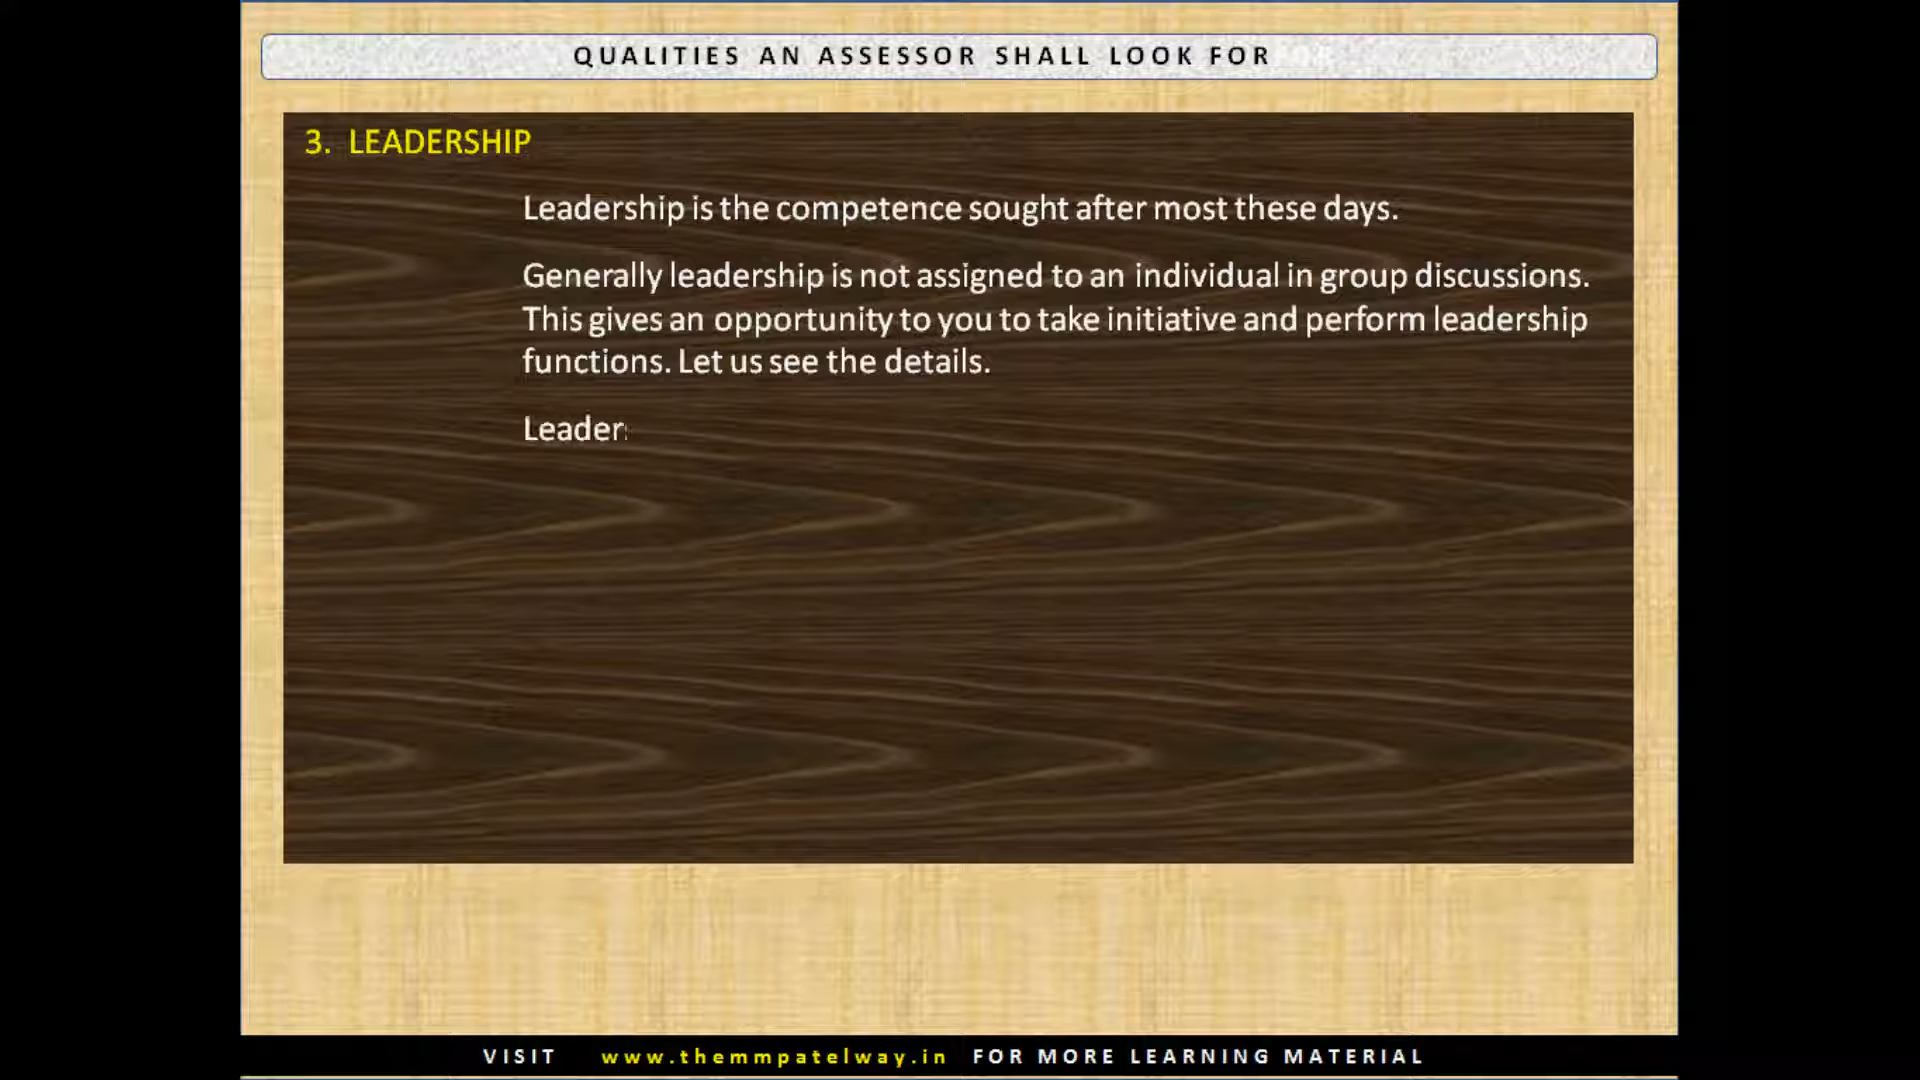 QUALITIES AN ASSESSOR SHALL LOOK FOR
3. LEADERSHIP
Leadership is the competence sought after most these days.
Generally leadership is not assigned to an individual in group discussions.
This gives an opportunity to you to take initiative and perform leadership
functions. Let us see the details.
Leader
VISIT www.themmpatelway.in FOR MORE LEARNING MATERIAL